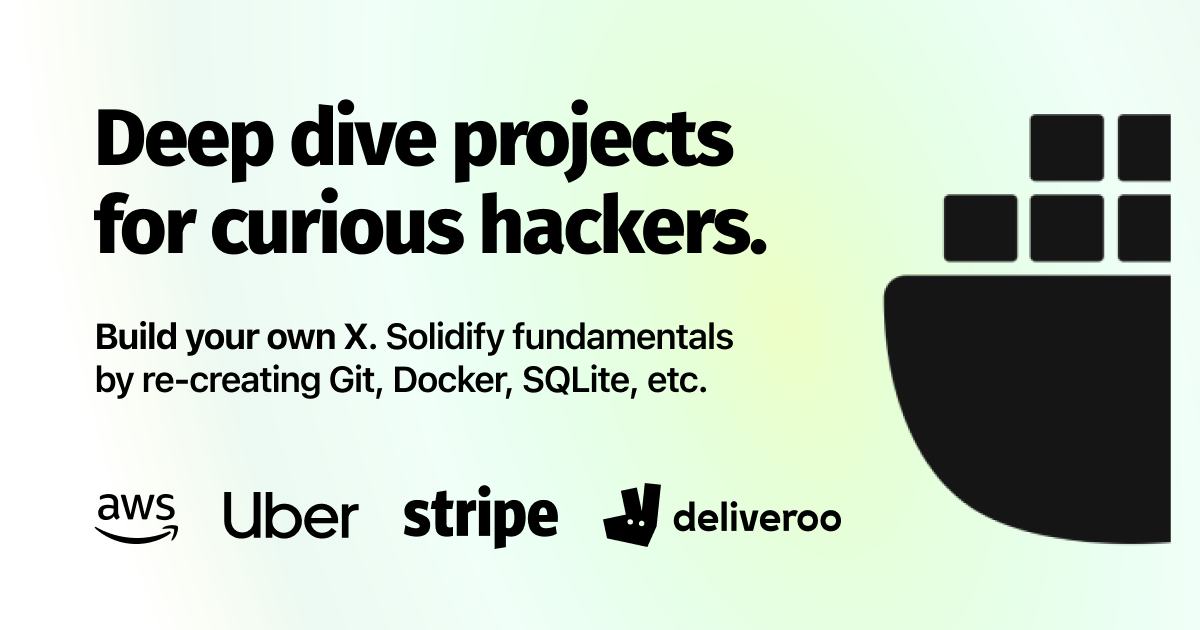 Deep dive projects
for curious hackers.
Build your own X. Solidify fundamentals
by re-creating Git, Docker, SQLite, etc.
aws Uber stripe deliveroo